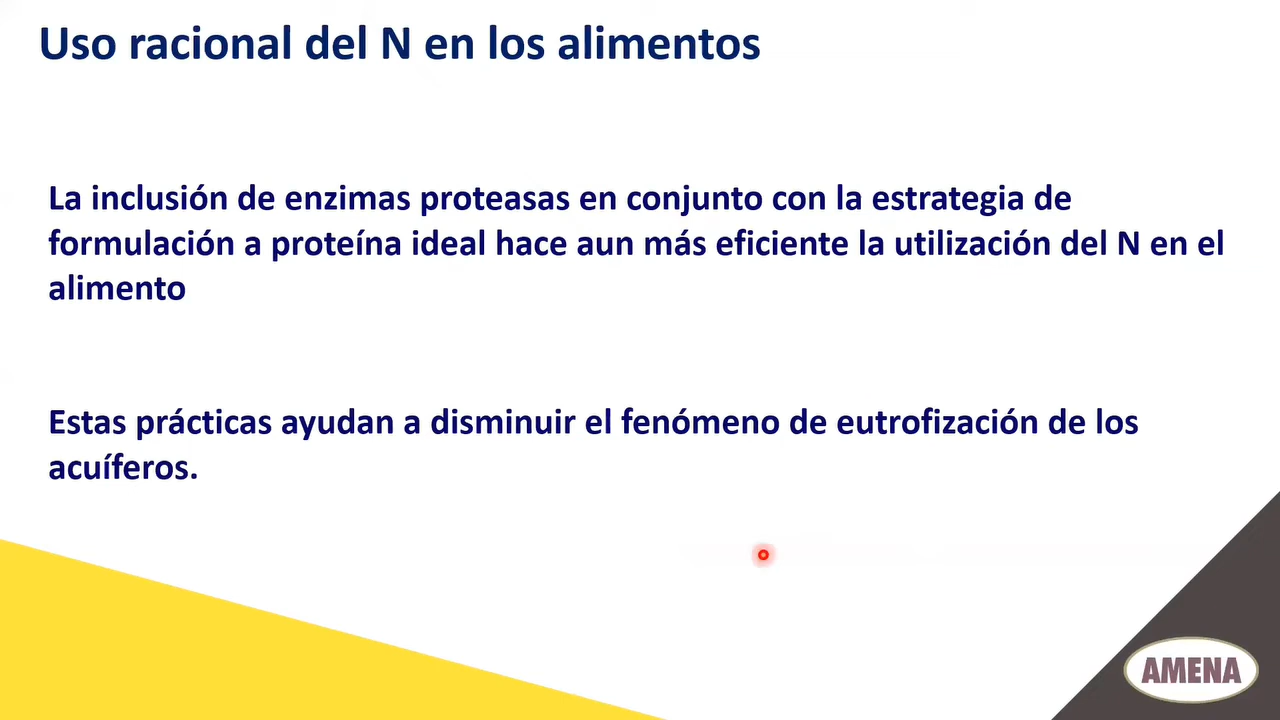 Uso racional del N en los alimentos
La inclusión de enzimas proteasas en conjunto con la estrategia de
formulación a proteína ideal hace aun más eficiente la utilización del N en el
alimento
Estas prácticas ayudan a disminuir el fenómeno de eutrofización de los
acuíferos.
AMENA